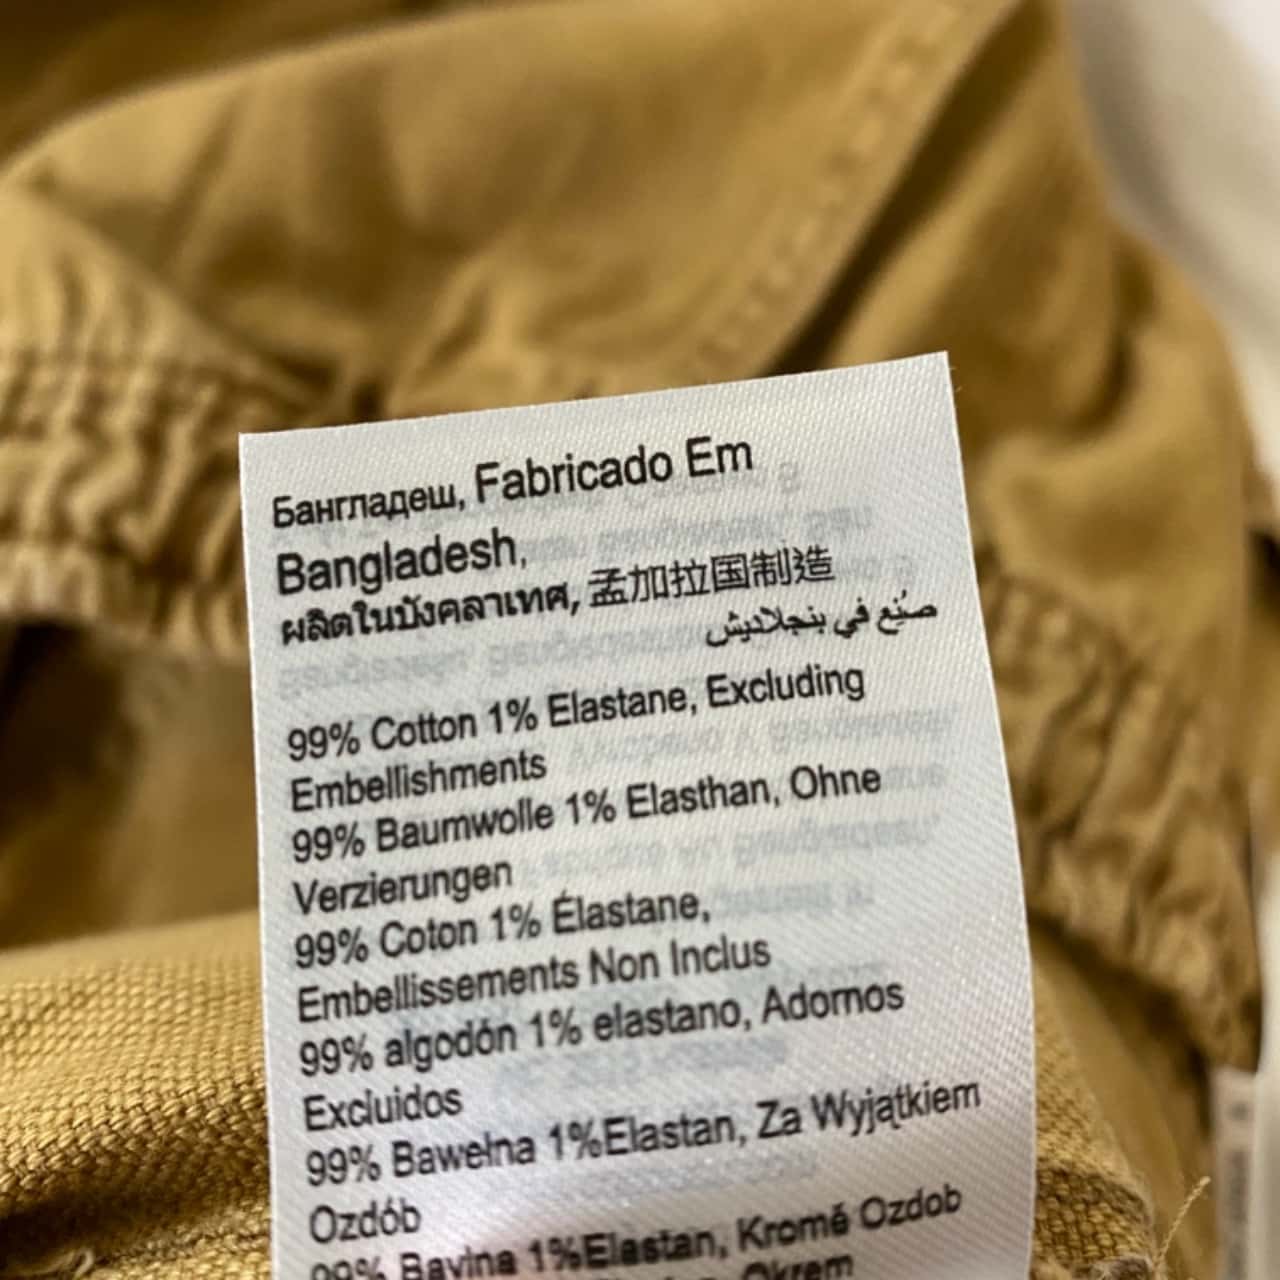 Бангладеш, Fabricado Em
Bangladesh,
ผลิตในบังคลาเทศ, 孟加拉国制造
صُنِع في بنجلاديش
99% Cotton 1% Elastane, Excluding
Embellishments
99% Baumwolle 1% Elasthan, Ohne
Verzierungen
99% Coton 1% Élastane,
Embellissements Non Inclus
99% algodón 1% elastano, Adornos
Excluidos
99% Bawełna 1%Elastan, Za Wyjątkiem
Ozdób
99% Bavlna 1%Elastan, Kromě Ozdob
Okrem